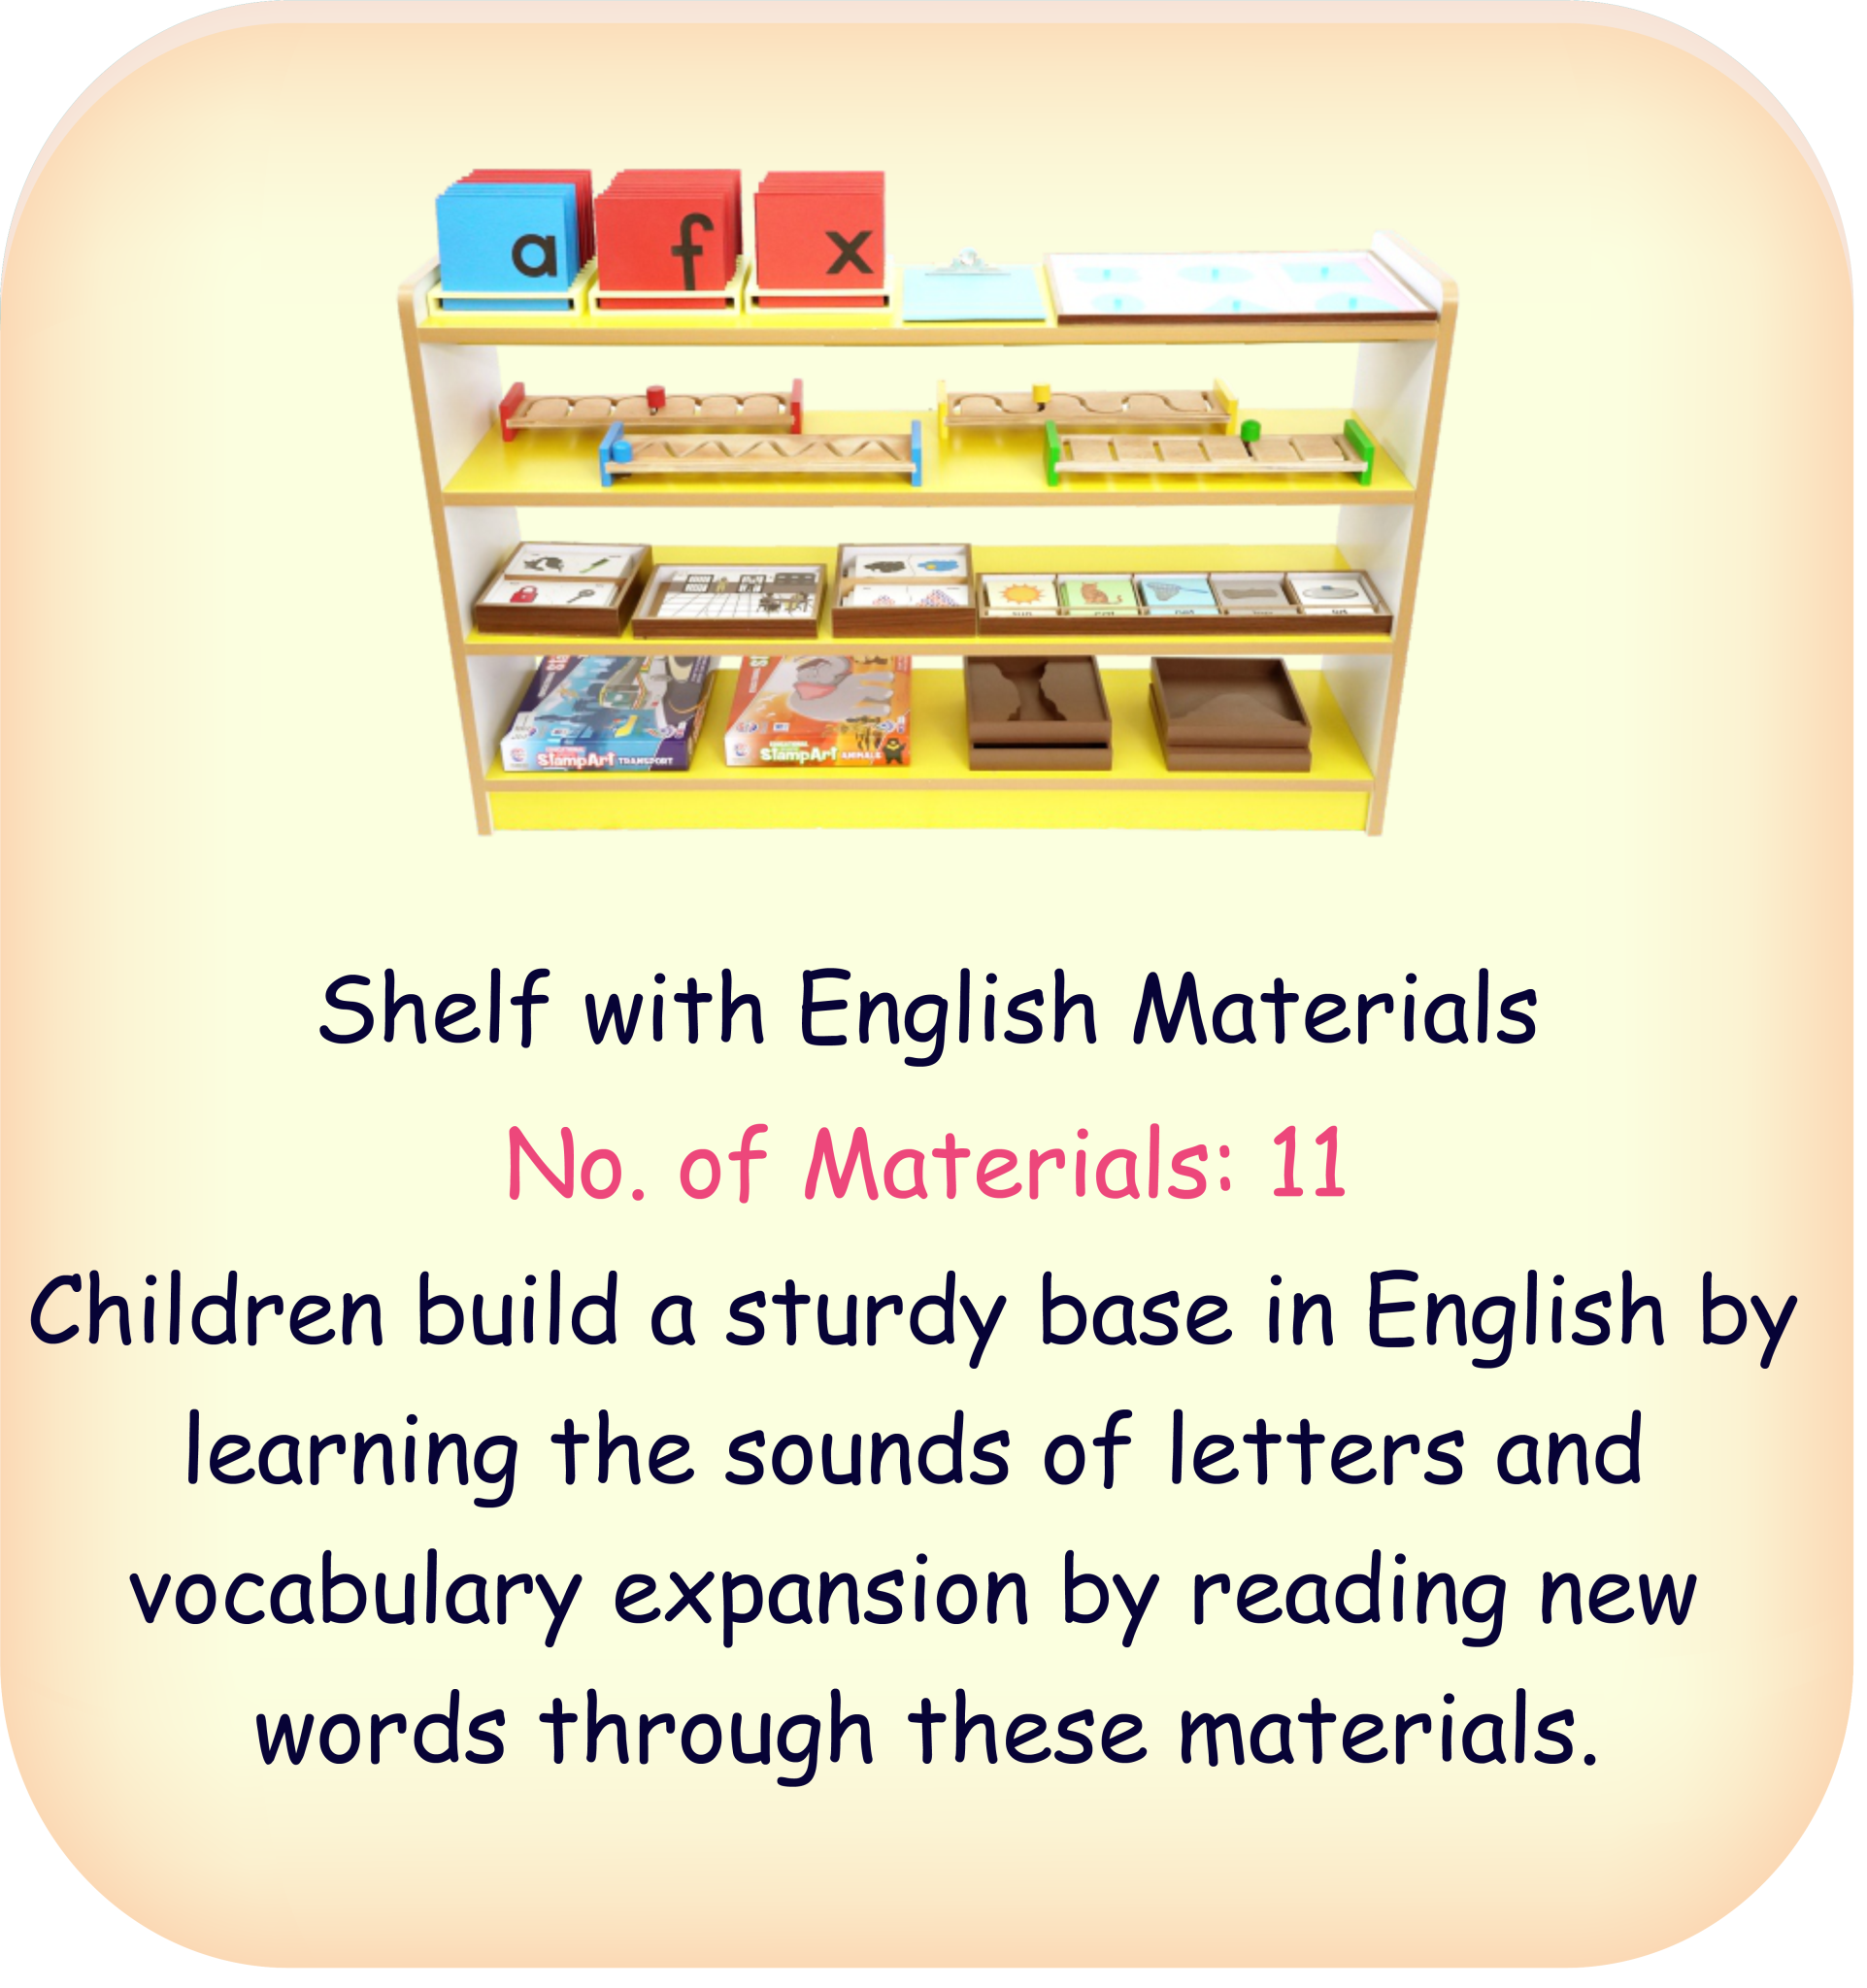 a f x
StampArt TRANSPORT
StampArt ANIMALS
Shelf with English Materials
No. of Materials: 11
Children build a sturdy base in English by
learning the sounds of letters and
vocabulary expansion by reading new
words through these materials.